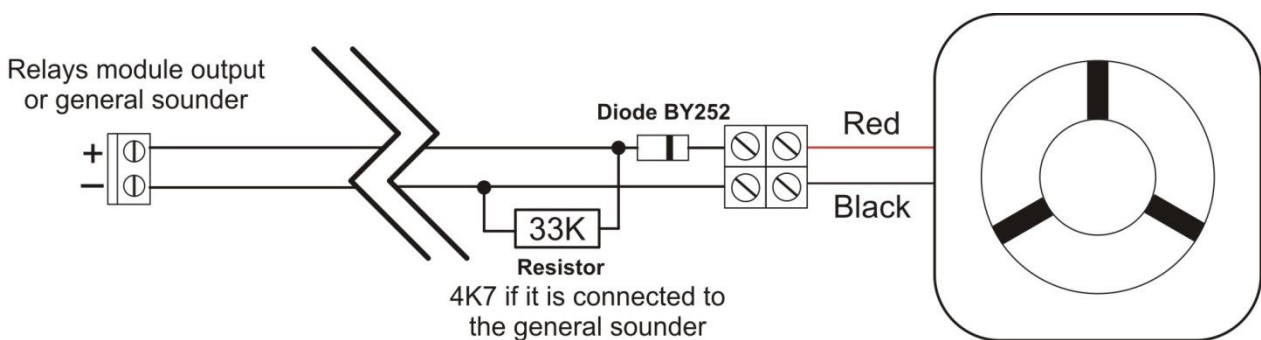 Relays module output
or general sounder
+
−
Diode BY252
Red
Black
33K
Resistor
4K7 if it is connected to
the general sounder